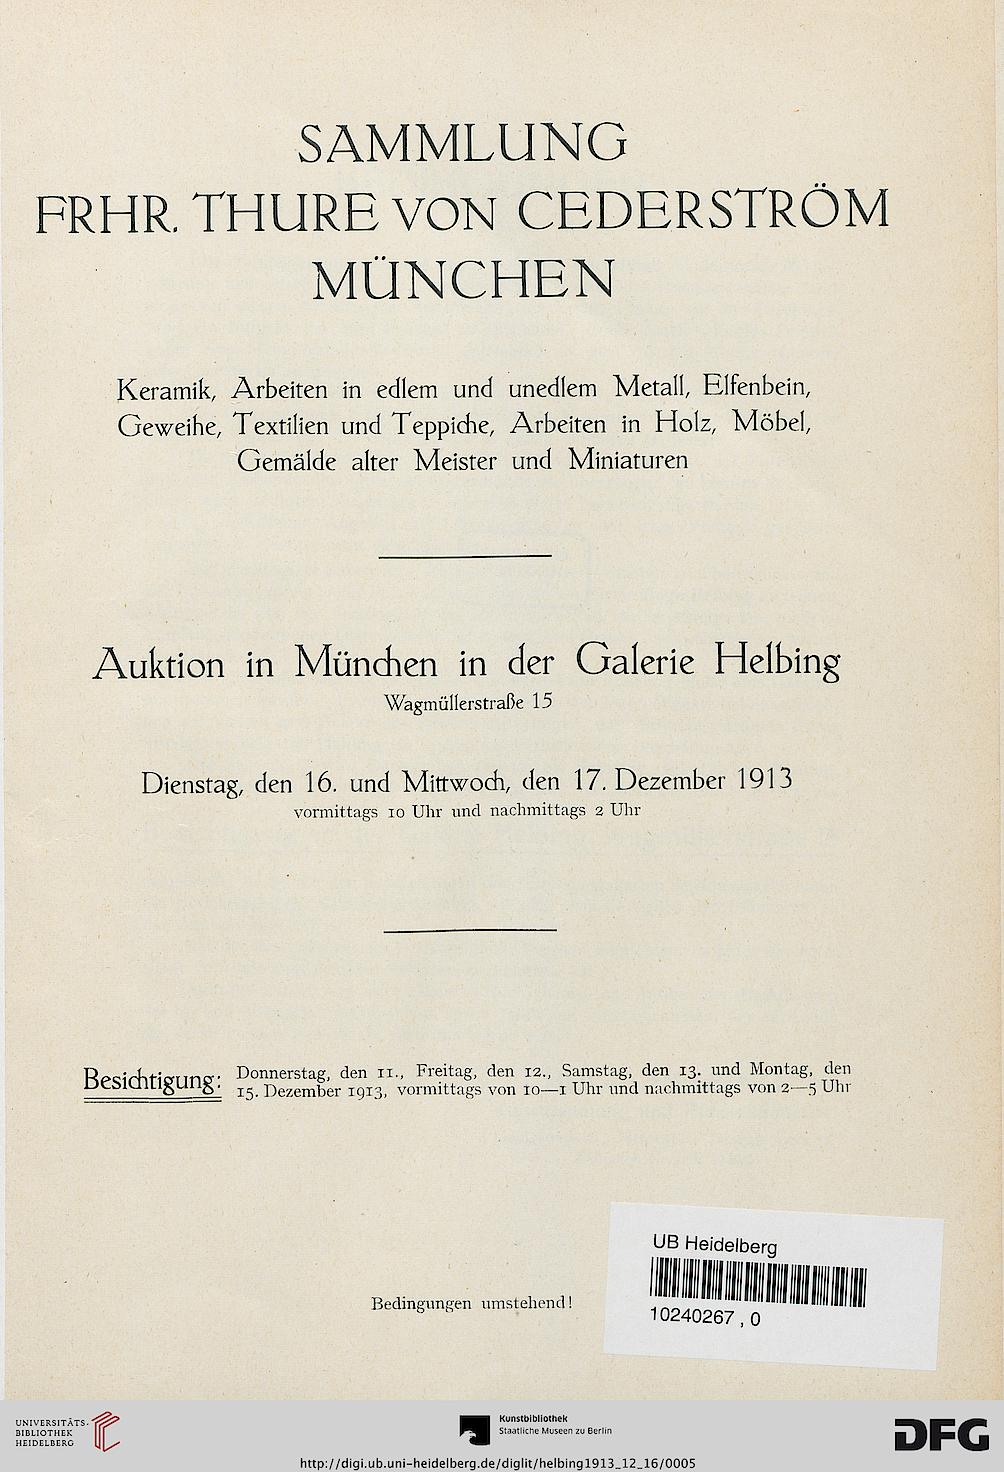 SAMMLUNG
FRHR. THURE VON CEDERSTRÖM
MÜNCHEN
Keramik, Arbeiten in edlem und unedlem Metall, Elfenbein,
Geweihe, Textilien und Teppiche, Arbeiten in Holz, Möbel,
Gemälde alter Meister und Miniaturen
Auktion in München in der Galerie Helbing
Wagmüllerstraße 15
Dienstag, den 16. und Mittwoch, den 17. Dezember 1913
vormittags 10 Uhr und nachmittags 2 Uhr
Besichtigung: Donnerstag, den 11., Freitag, den 12., Samstag, den 13. und Montag, den
15. Dezember 1913, vormittags von 10—1 Uhr und nachmittags von 2—5 Uhr
UB Heidelberg
10240267 , 0
Bedingungen umstehend!
UNIVERSITÄTS-
BIBLIOTHEK
HEIDELBERG
Kunstbibliothek
Staatliche Museen zu Berlin
DFG
http://digi.ub.uni-heidelberg.de/diglit/helbing1913_12_16/0005